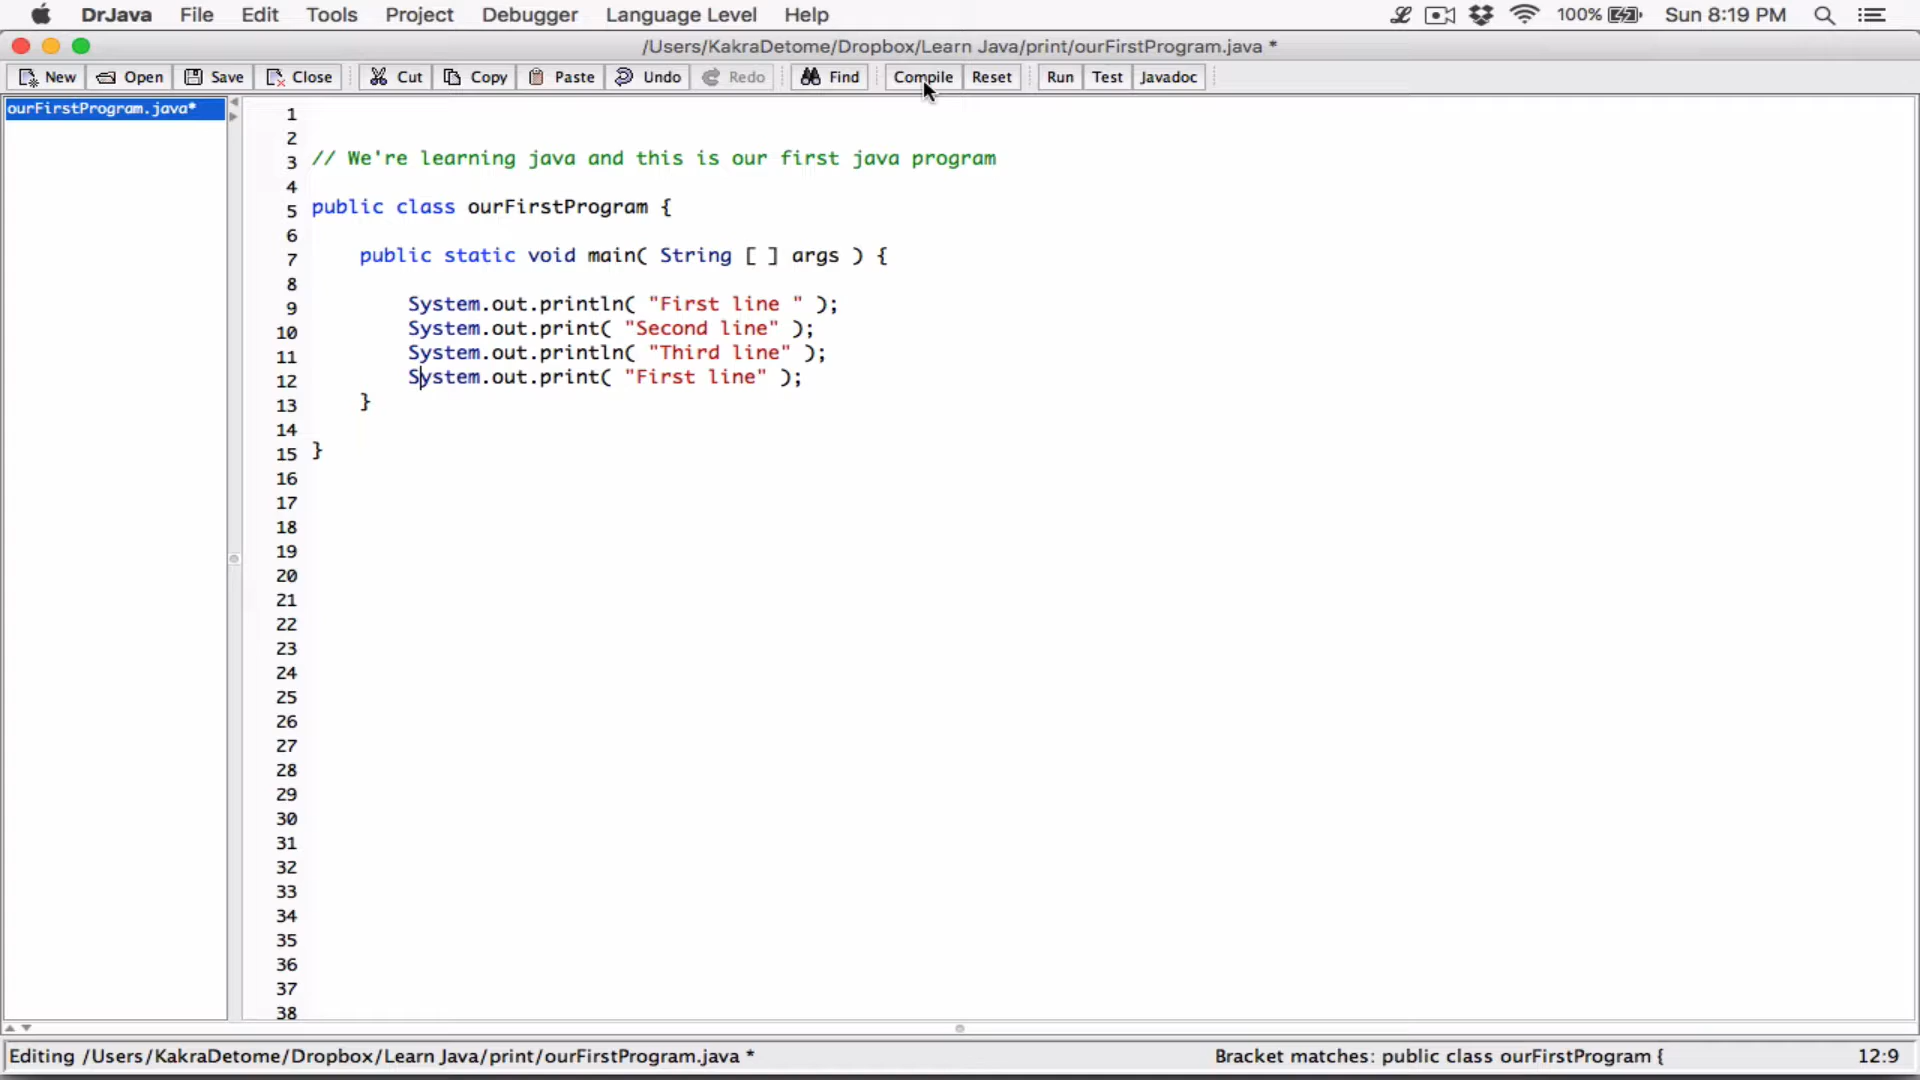 DrJava File Edit Tools Project Debugger Language Level Help 100% Sun 8:19 PM
/Users/KakraDetome/Dropbox/Learn Java/print/ourFirstProgram.java *
New Open Save Close Cut Copy Paste Undo Redo Find Compile Reset Run Test Javadoc
ourFirstProgram.java*
1
2
3 // We're learning java and this is our first java program
4
5 public class ourFirstProgram {
6
7 public static void main( String [ ] args ) {
8
9 System.out.println( "First line " );
10 System.out.print( "Second line" );
11 System.out.println( "Third line" );
12 System.out.print( "First line" );
13 }
14
15 }
16
17
18
19
20
21
22
23
24
25
26
27
28
29
30
31
32
33
34
35
36
37
38
Editing /Users/KakraDetome/Dropbox/Learn Java/print/ourFirstProgram.java * Bracket matches: public class ourFirstProgram { 12:9